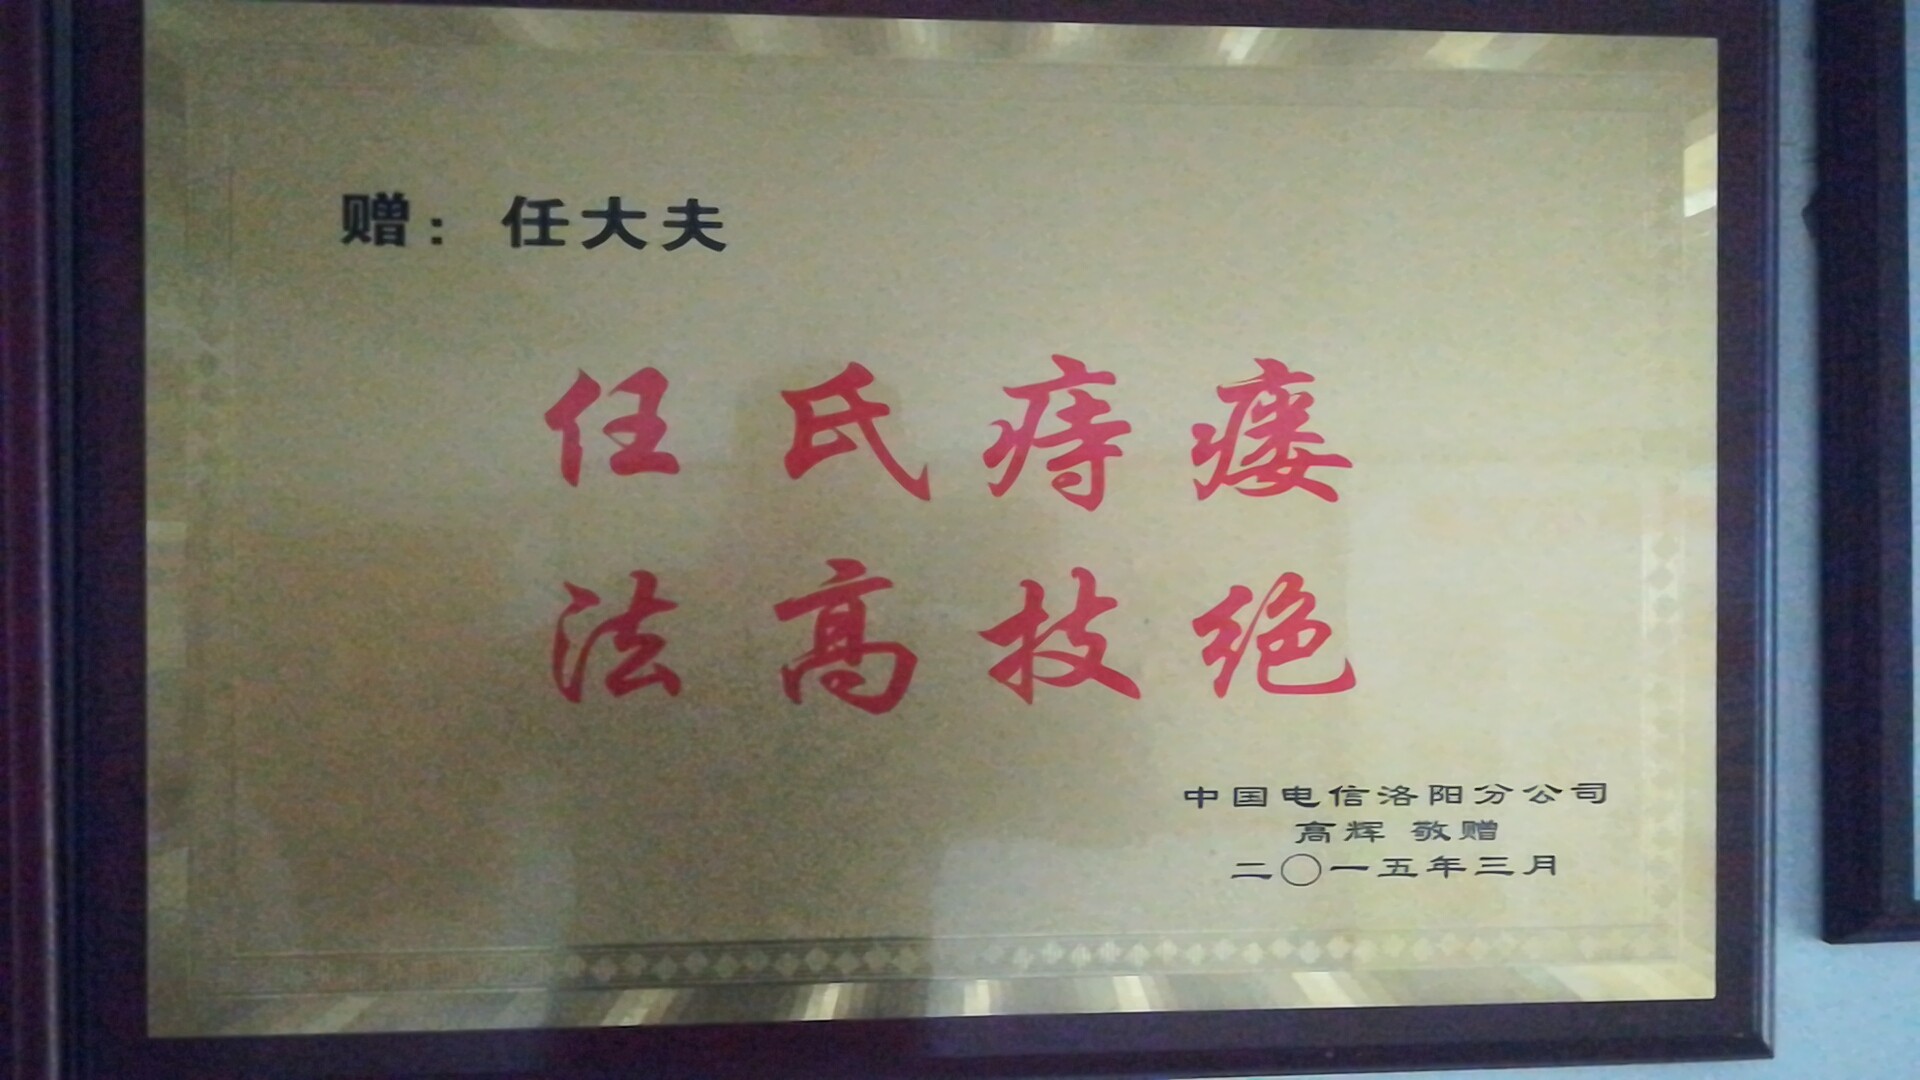 赠：任大夫
任氏痔瘘
法高技绝
中国电信洛阳分公司
高辉 敬赠
二〇一五年三月